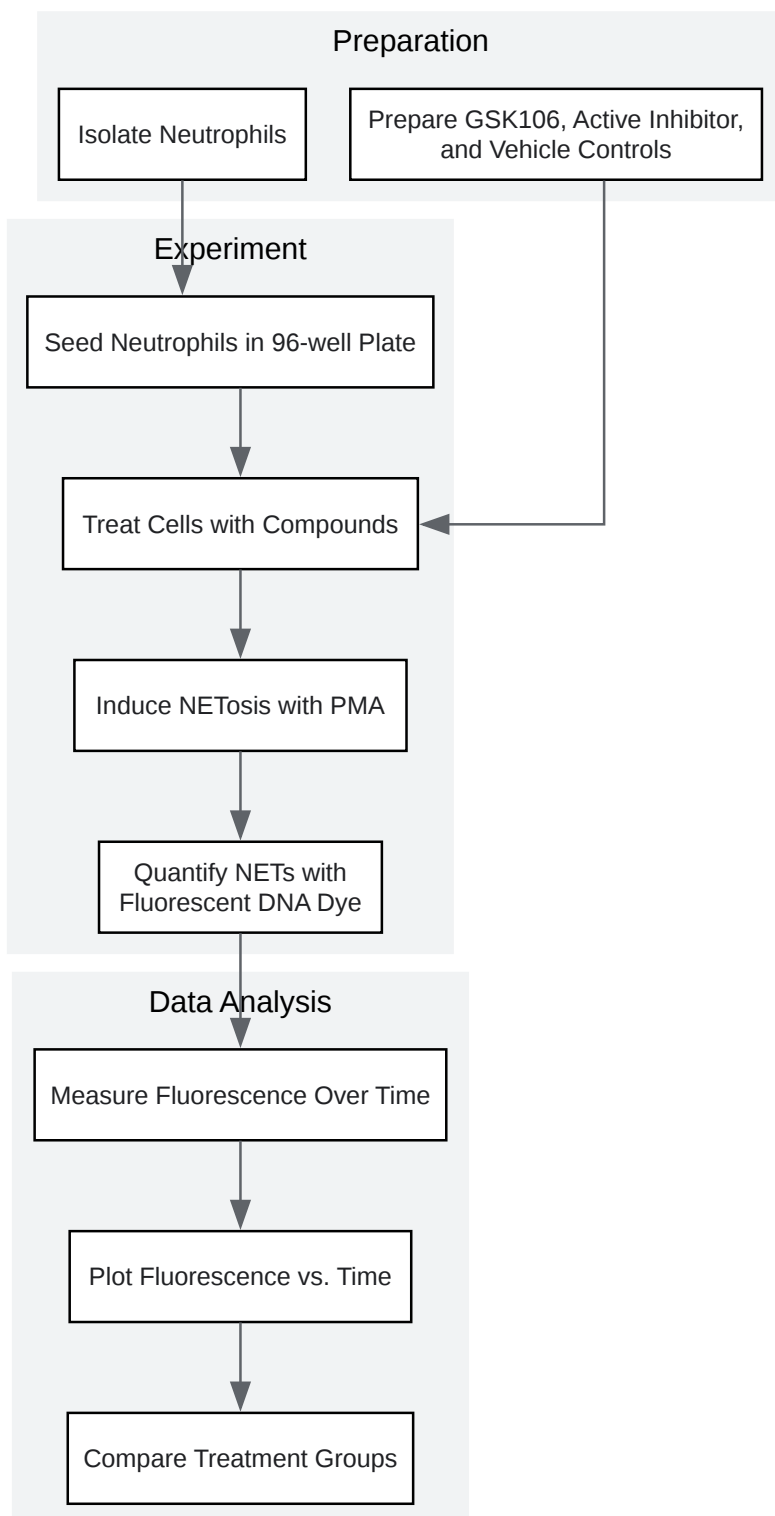 Preparation
Isolate Neutrophils
Prepare GSK106, Active Inhibitor,
and Vehicle Controls
Experiment
Seed Neutrophils in 96-well Plate
Treat Cells with Compounds
Induce NETosis with PMA
Quantify NETs with
Fluorescent DNA Dye
Data Analysis
Measure Fluorescence Over Time
Plot Fluorescence vs. Time
Compare Treatment Groups